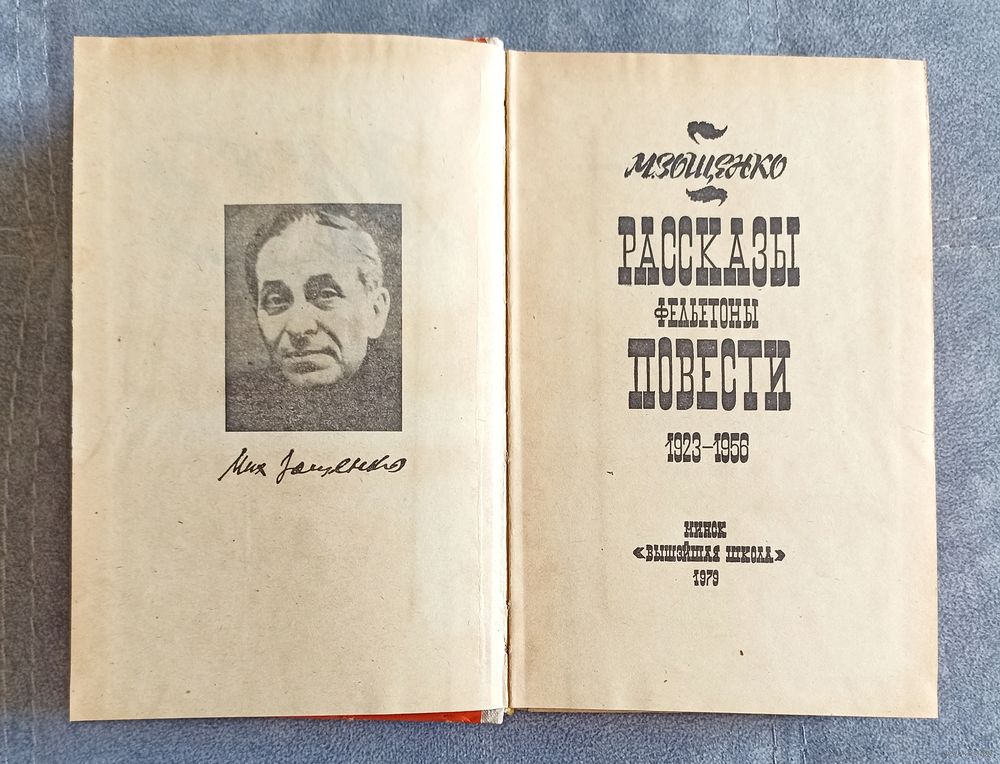 Мих Зощенко
М.ЗОЩЕНКО
РАССКАЗЫ
ФЕЛЬЕТОНЫ
ПОВЕСТИ
1923—1956
МИНСК
«ВЫШЭЙШАЯ ШКОЛА»
1979